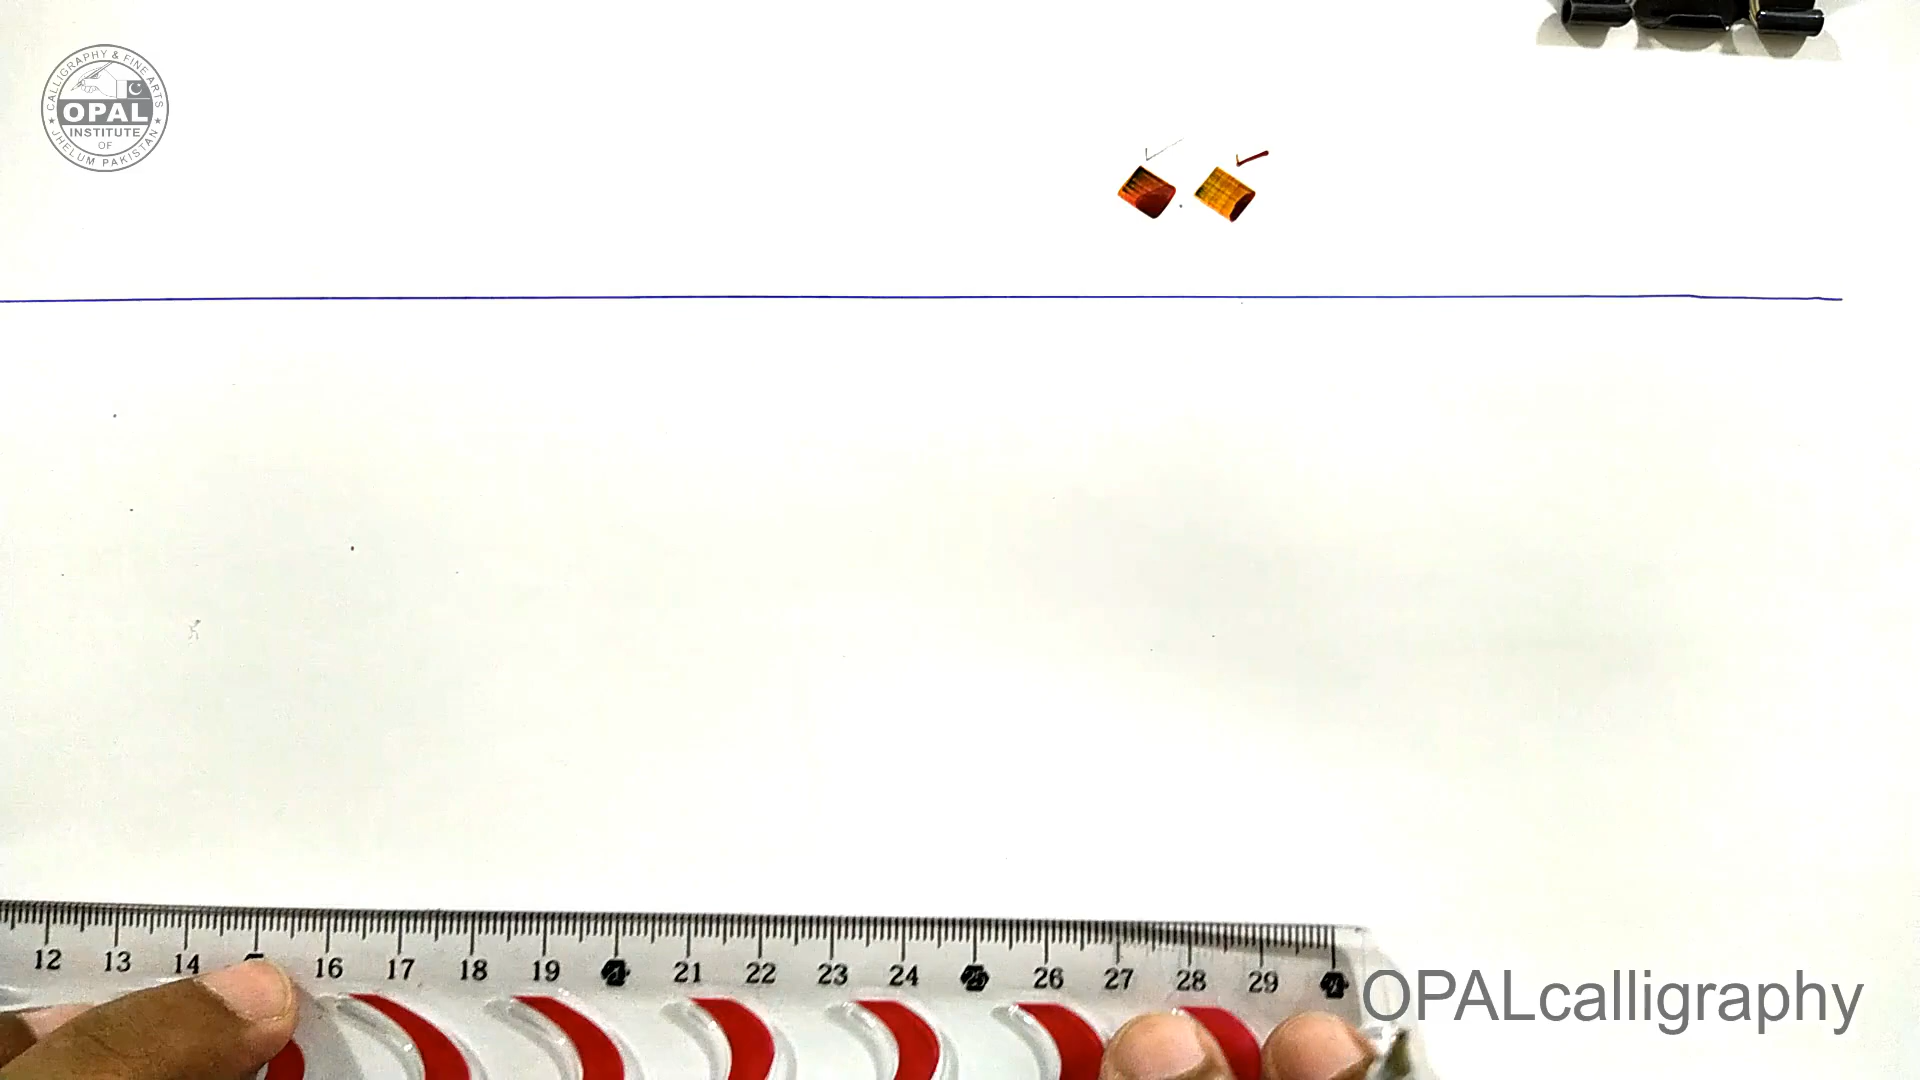 CALLIGRAPHY & FINE ARTS
OPAL
INSTITUTE
OF
JHELUM PAKISTAN
12 13 14 16 17 18 19 21 22 23 24 26 27 28 29
OPALcalligraphy